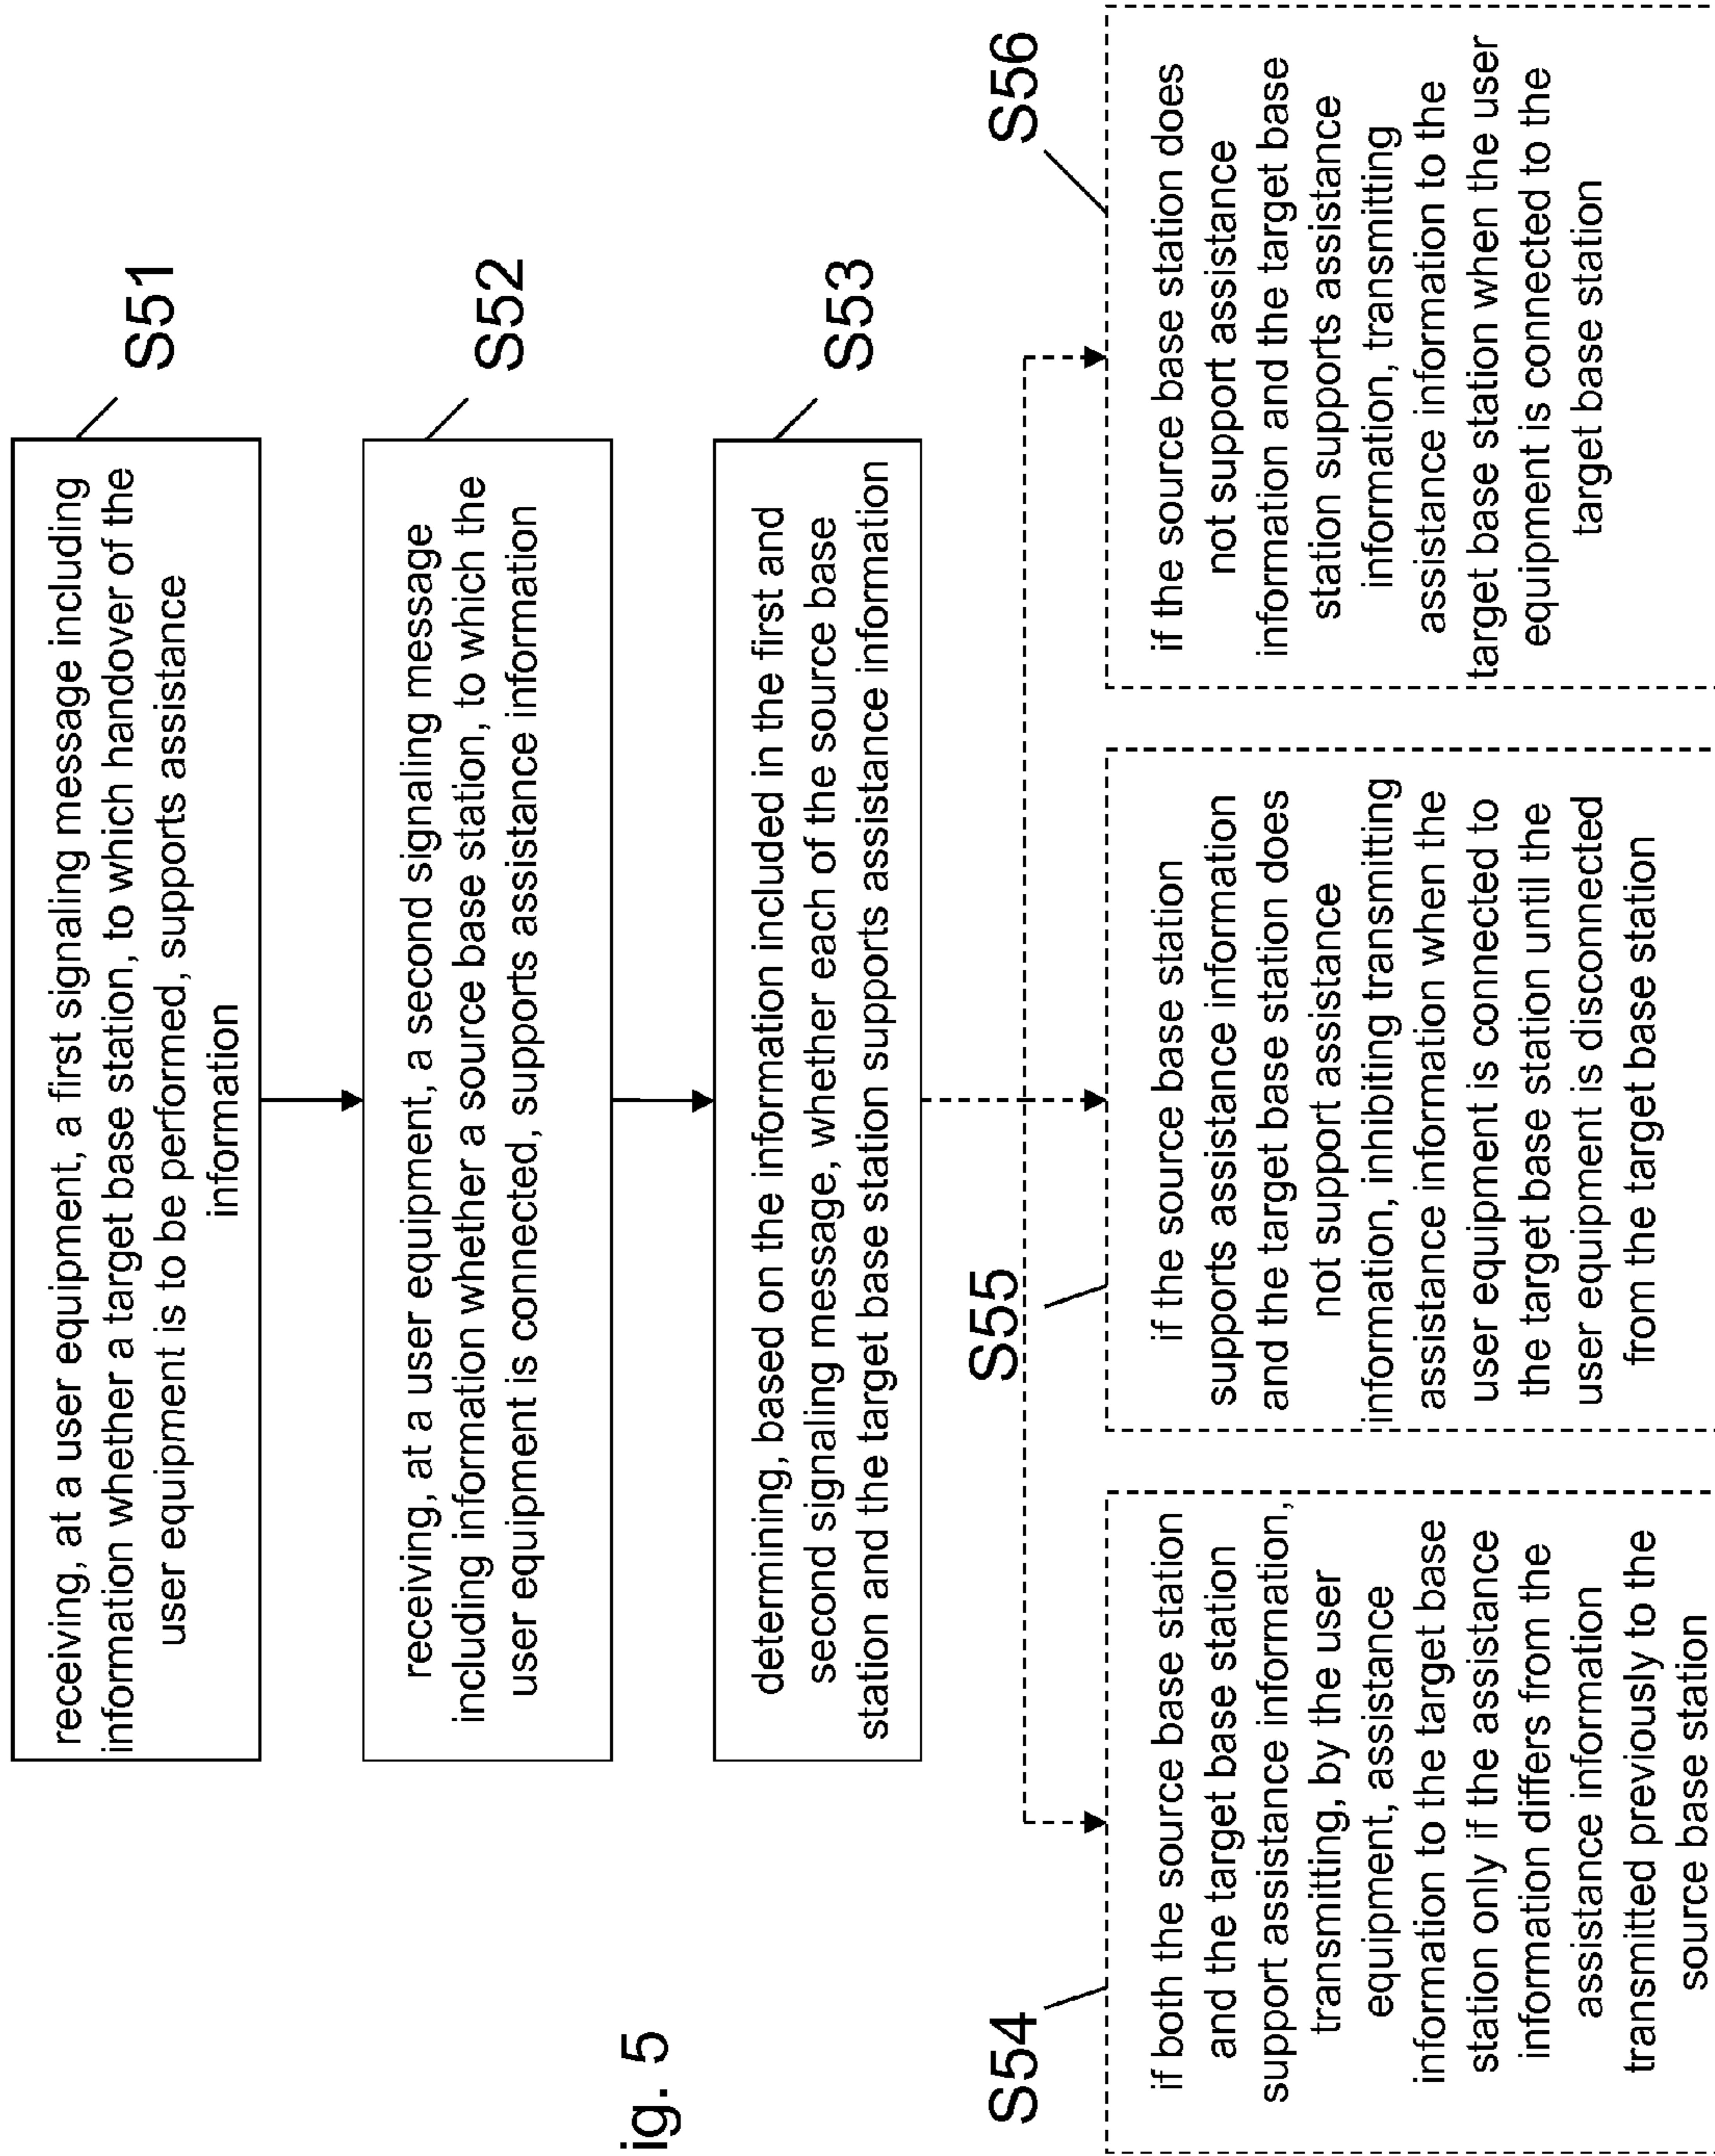 receiving, at a user equipment, a first signaling message including
information whether a target base station, to which handover of the
user equipment is to be performed, supports assistance
information
S51
receiving, at a user equipment, a second signaling message
including information whether a source base station, to which the
user equipment is connected, supports assistance information
S52
determining, based on the information included in the first and
second signaling message, whether each of the source base
station and the target base station supports assistance information
S53
ig. 5
S54
if both the source base station
and the target base station
support assistance information,
transmitting, by the user
equipment, assistance
information to the target base
station only if the assistance
information differs from the
assistance information
transmitted previously to the
source base station
S55
if the source base station
supports assistance information
and the target base station does
not support assistance
information, inhibiting transmitting
assistance information when the
user equipment is connected to
the target base station until the
user equipment is disconnected
from the target base station
S56
if the source base station does
not support assistance
information and the target base
station supports assistance
information, transmitting
assistance information to the
target base station when the user
equipment is connected to the
target base station